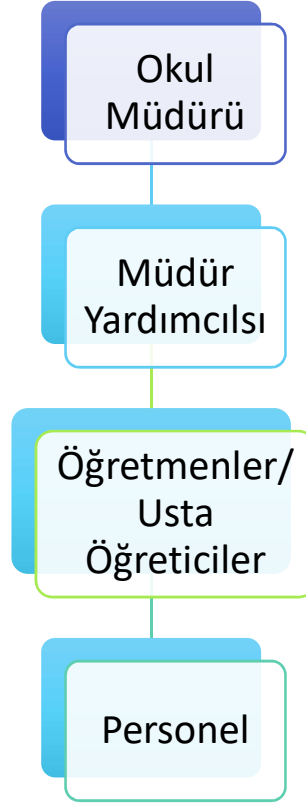 Okul
Müdürü
Müdür
Yardımcılsı
Öğretmenler/
Usta
Öğreticiler
Personel